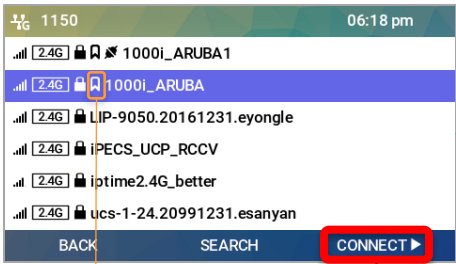 1G 1150 06:18 pm
2.4G 1000i_ARUBA1
2.4G 1000i_ARUBA
2.4G LIP-9050.20161231.eyongle
2.4G iPECS_UCP_RCCV
2.4G iptime2.4G_better
2.4G ucs-1-24.20991231.esanyan
BACK SEARCH CONNECT